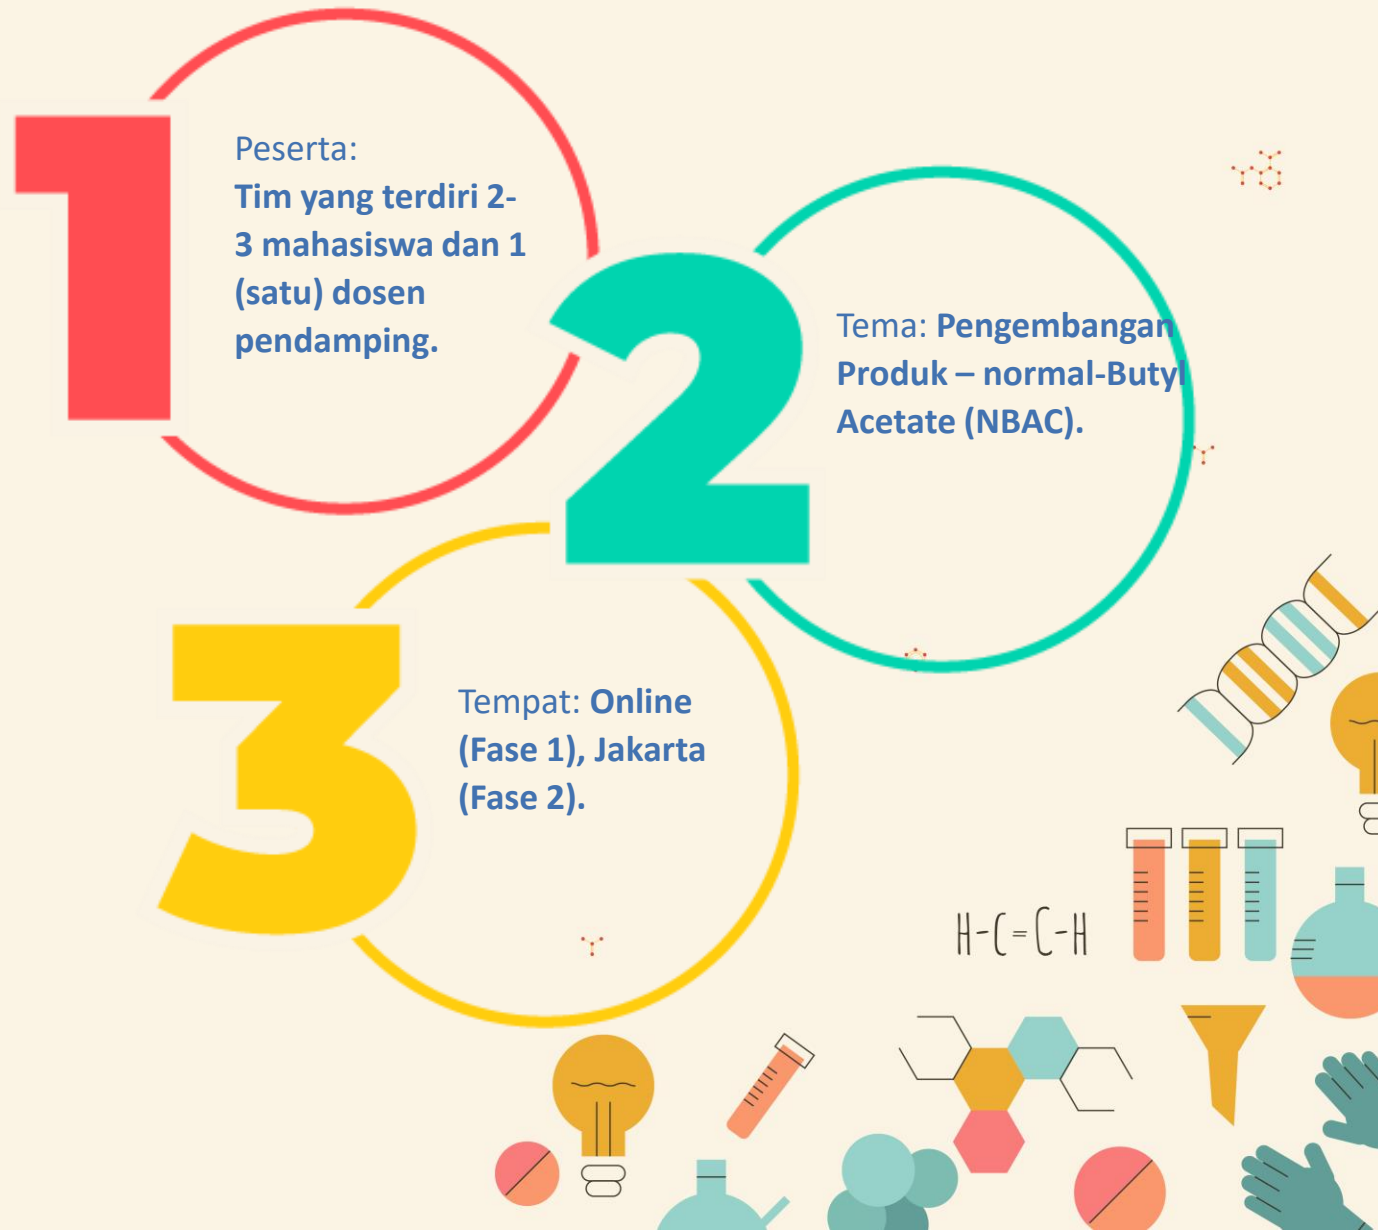 1
Peserta:
Tim yang terdiri 2-
3 mahasiswa dan 1
(satu) dosen
pendamping.
2
Tema: Pengembangan
Produk – normal-Butyl
Acetate (NBAC).
3
Tempat: Online
(Fase 1), Jakarta
(Fase 2).
H-C=C-H